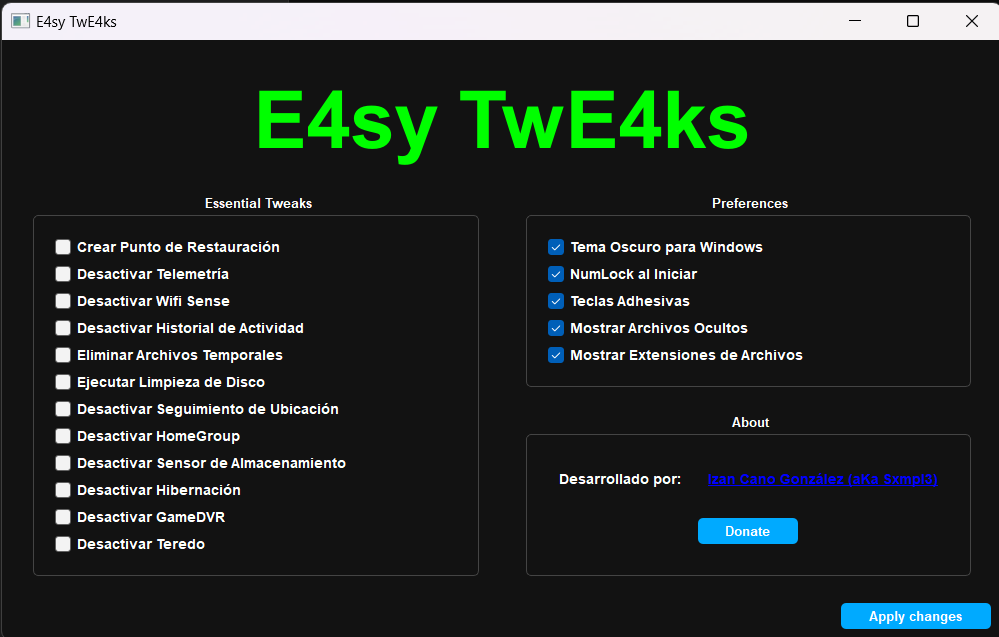 E4sy TwE4ks
E4sy TwE4ks
Essential Tweaks
Crear Punto de Restauración
Desactivar Telemetría
Desactivar Wifi Sense
Desactivar Historial de Actividad
Eliminar Archivos Temporales
Ejecutar Limpieza de Disco
Desactivar Seguimiento de Ubicación
Desactivar HomeGroup
Desactivar Sensor de Almacenamiento
Desactivar Hibernación
Desactivar GameDVR
Desactivar Teredo
Preferences
Tema Oscuro para Windows
NumLock al Iniciar
Teclas Adhesivas
Mostrar Archivos Ocultos
Mostrar Extensiones de Archivos
About
Desarrollado por: Izan Cano González (aKa Sxmpl3)
Donate
Apply changes